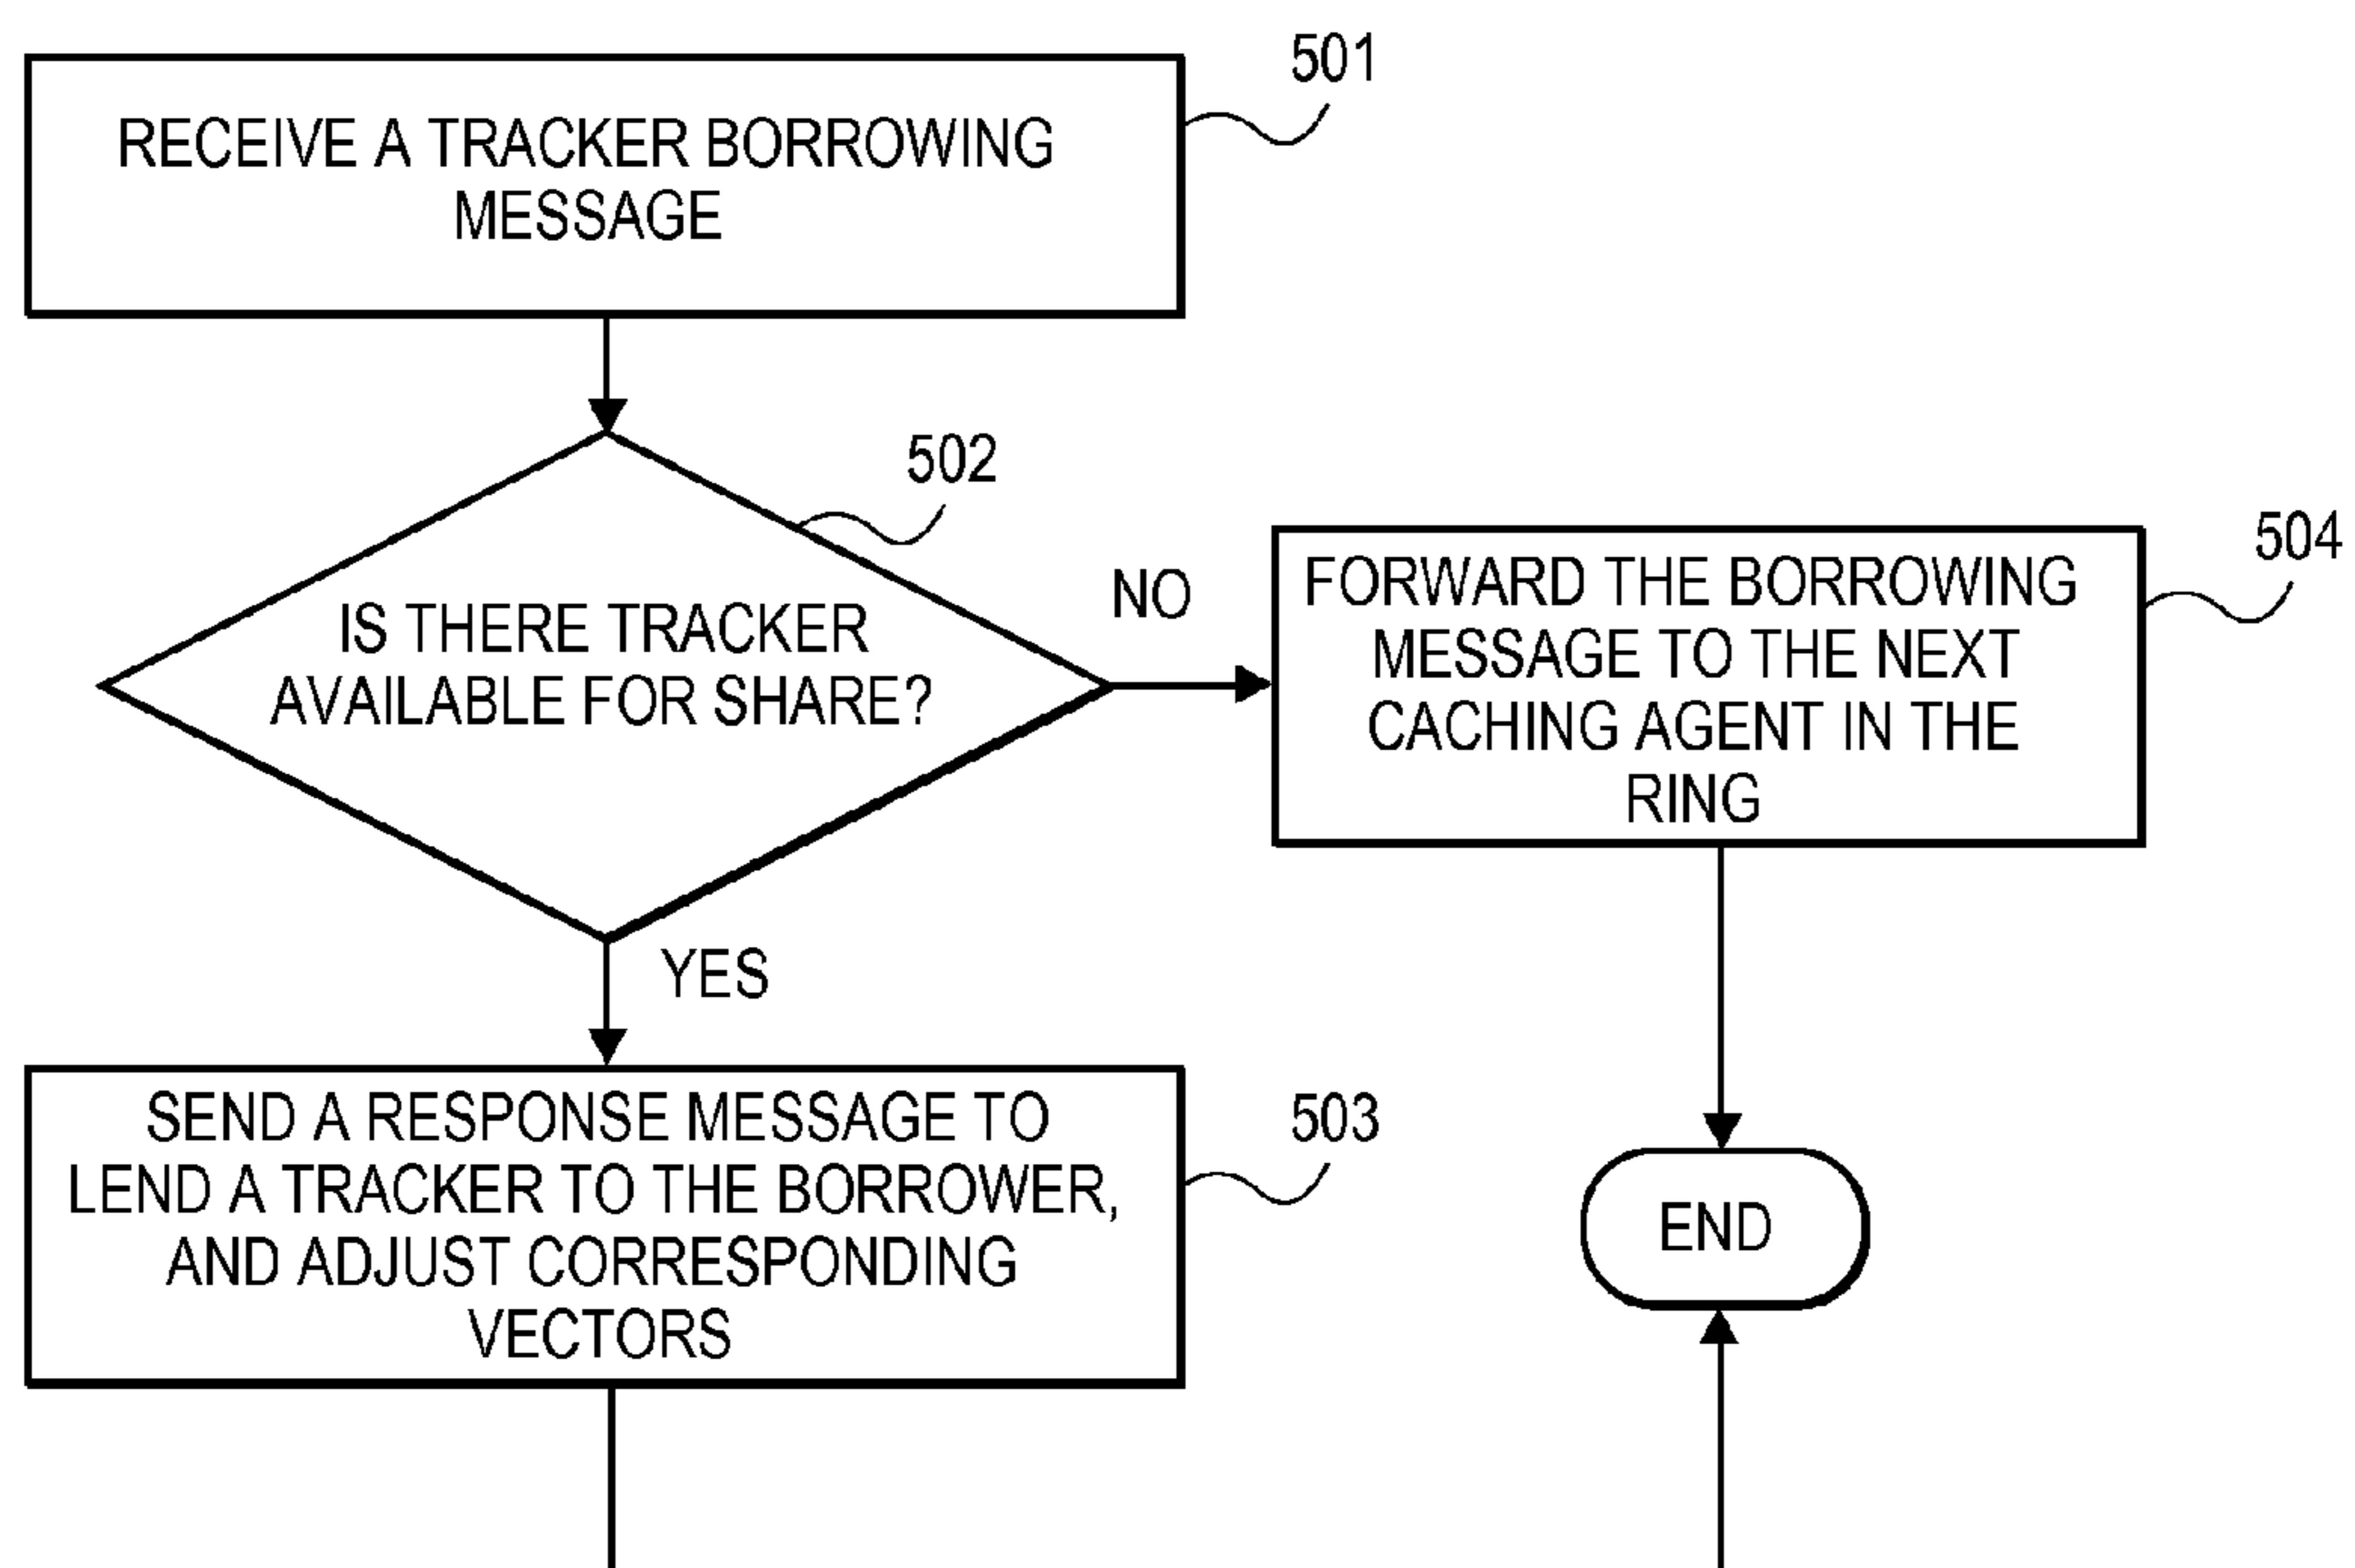 501
RECEIVE A TRACKER BORROWING
MESSAGE
502
IS THERE TRACKER
AVAILABLE FOR SHARE?
NO
504
FORWARD THE BORROWING
MESSAGE TO THE NEXT
CACHING AGENT IN THE
RING
YES
503
SEND A RESPONSE MESSAGE TO
LEND A TRACKER TO THE BORROWER,
AND ADJUST CORRESPONDING
VECTORS
END